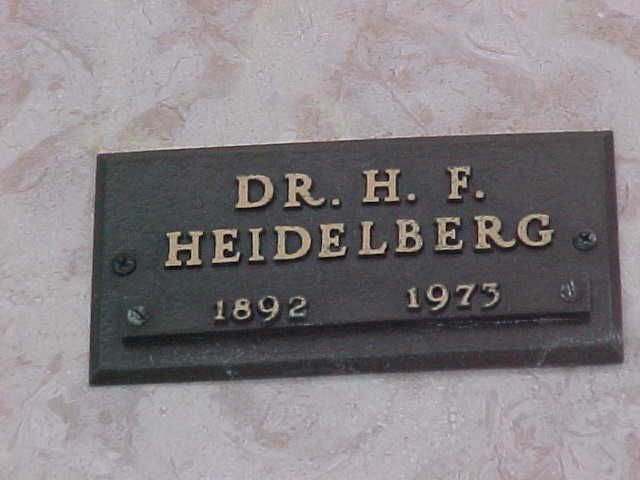 DR. H. F.
HEIDELBERG
1892 1973